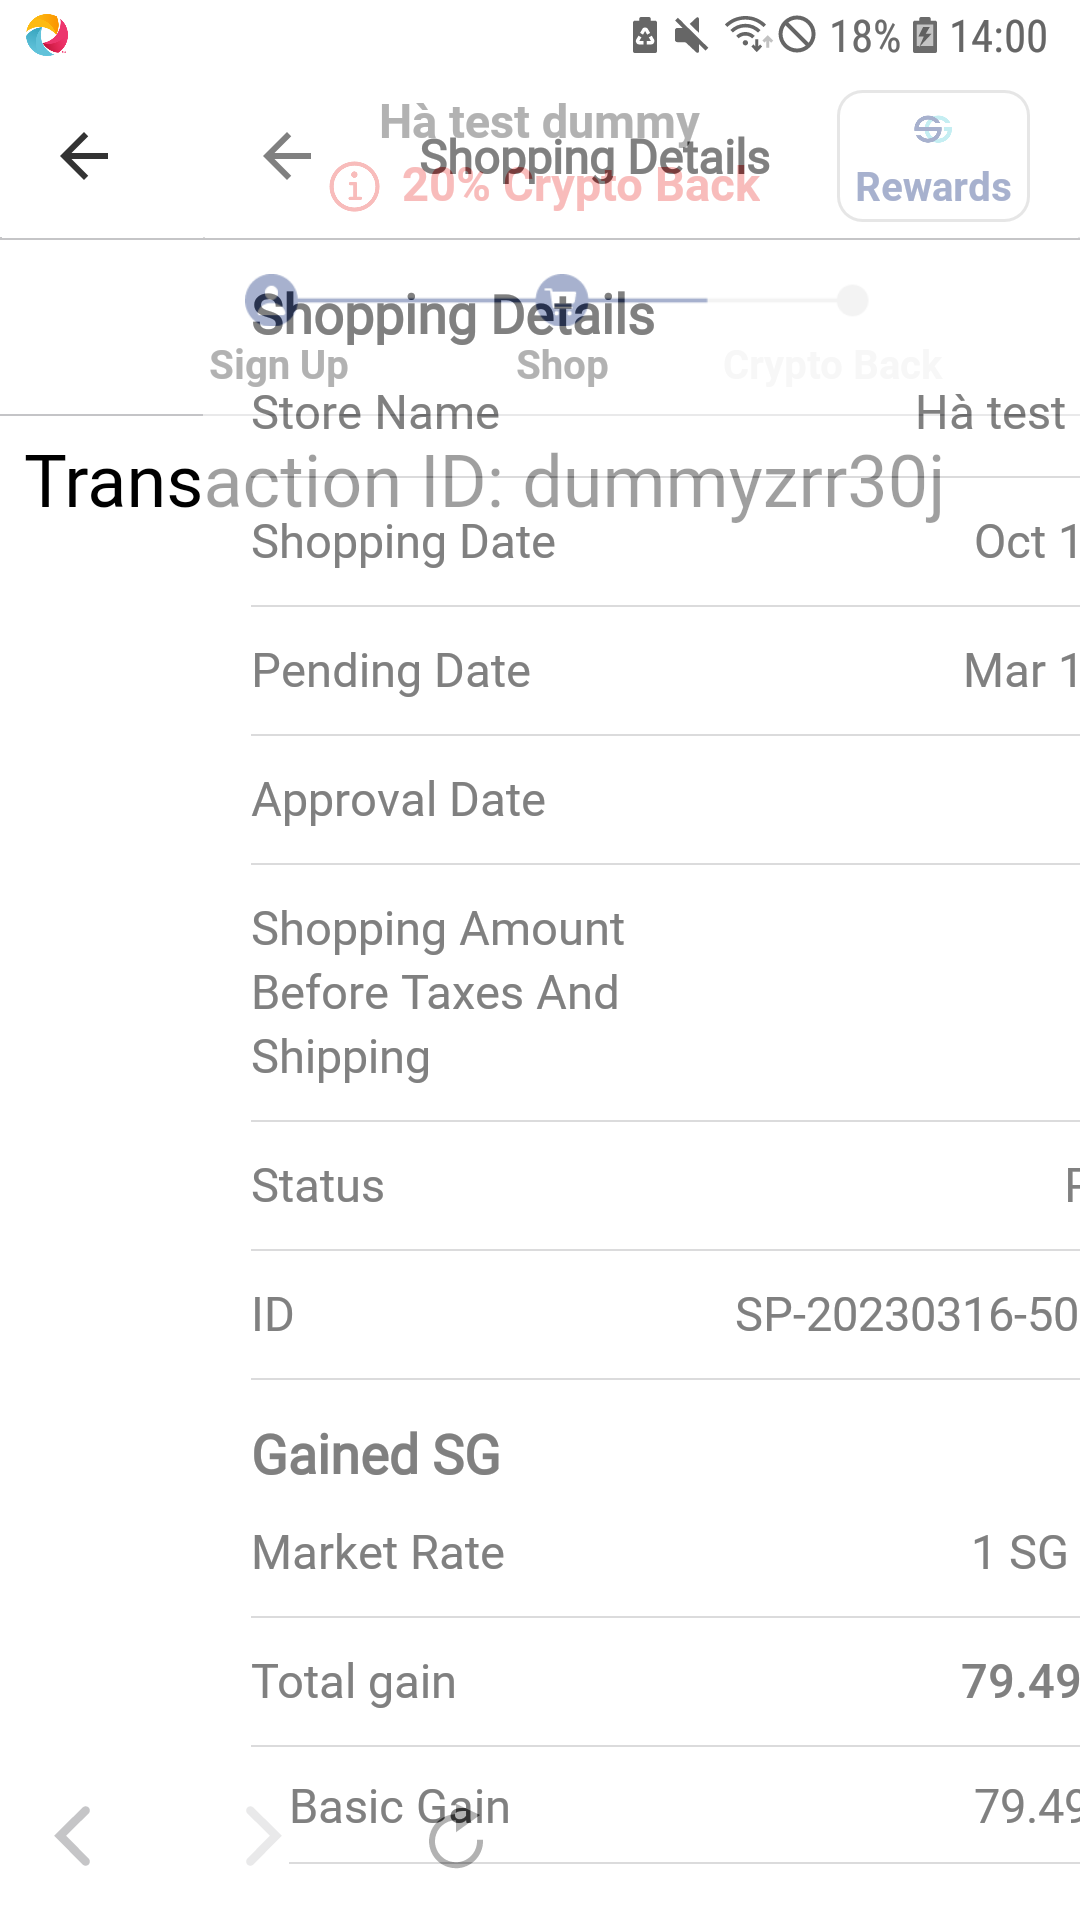 18% 14:00
Hà test dummy
Shopping Details
20% Crypto Back
Rewards
Shopping Details
Sign Up
Shop
Crypto Back
Store Name
Hà test
Transaction ID: dummyzrr30j
Shopping Date
Oct 1
Pending Date
Mar 1
Approval Date
Shopping Amount
Before Taxes And
Shipping
Status
ID
SP-20230316-50
Gained SG
Market Rate
1 SG
Total gain
79.49
Basic Gain
79.49